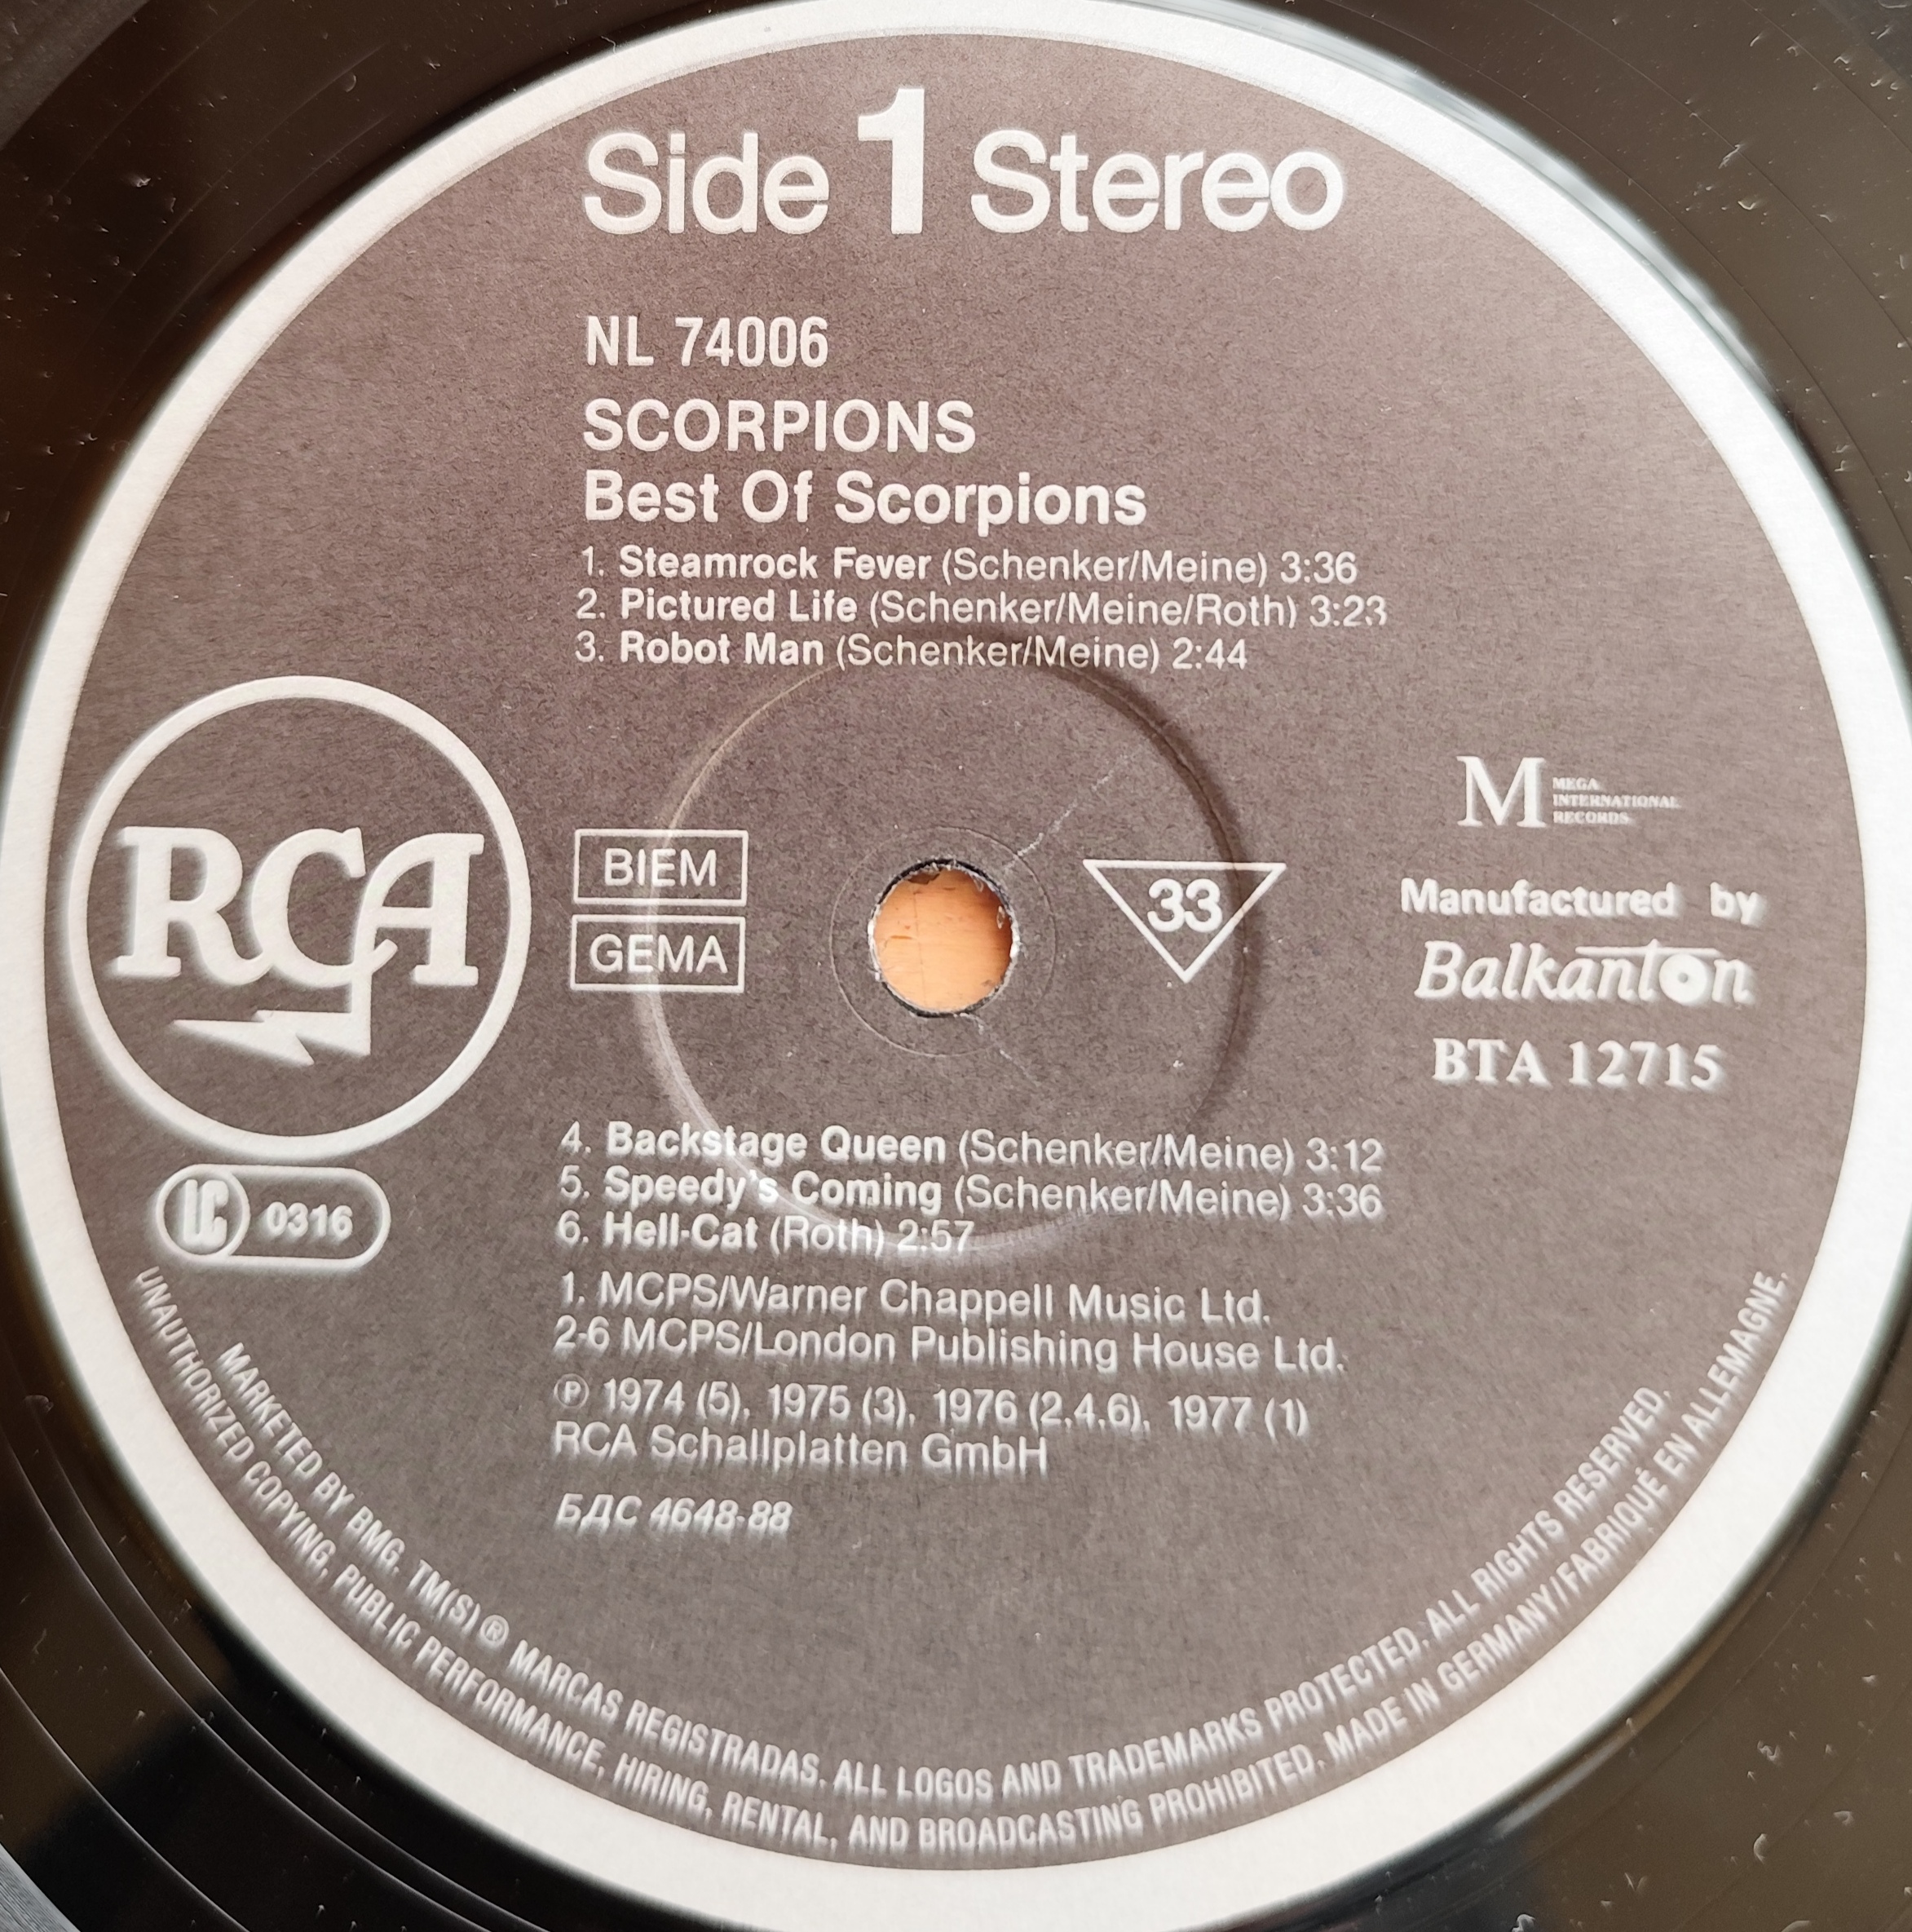 Side 1 Stereo
NL 74006
SCORPIONS
Best Of Scorpions
1. Steamrock Fever (Schenker/Meine) 3:36
2. Pictured Life (Schenker/Meine/Roth) 3:23
3. Robot Man (Schenker/Meine) 2:44
RCA
BIEM
GEMA
33
M MEGA
INTERNATIONAL
RECORDS
Manufactured by
Balkanton
BTA 12715
4. Backstage Queen (Schenker/Meine) 3:12
5. Speedy's Coming (Schenker/Meine) 3:36
6. Hell-Cat (Roth) 2:57
LC 0316
1. MCPS/Warner Chappell Music Ltd.
2-6 MCPS/London Publishing House Ltd.
℗ 1974 (5), 1975 (3), 1976 (2,4,6), 1977 (1)
RCA Schallplatten GmbH
БДС 4648-88
MARKETED BY BMG. TM(S) ® MARCAS REGISTRADAS. ALL LOGOS AND TRADEMARKS PROTECTED. ALL RIGHTS RESERVED.
UNAUTHORIZED COPYING, PUBLIC PERFORMANCE, HIRING, RENTAL, AND BROADCASTING PROHIBITED. MADE IN GERMANY/FABRIQUÉ EN ALLEMAGNE.